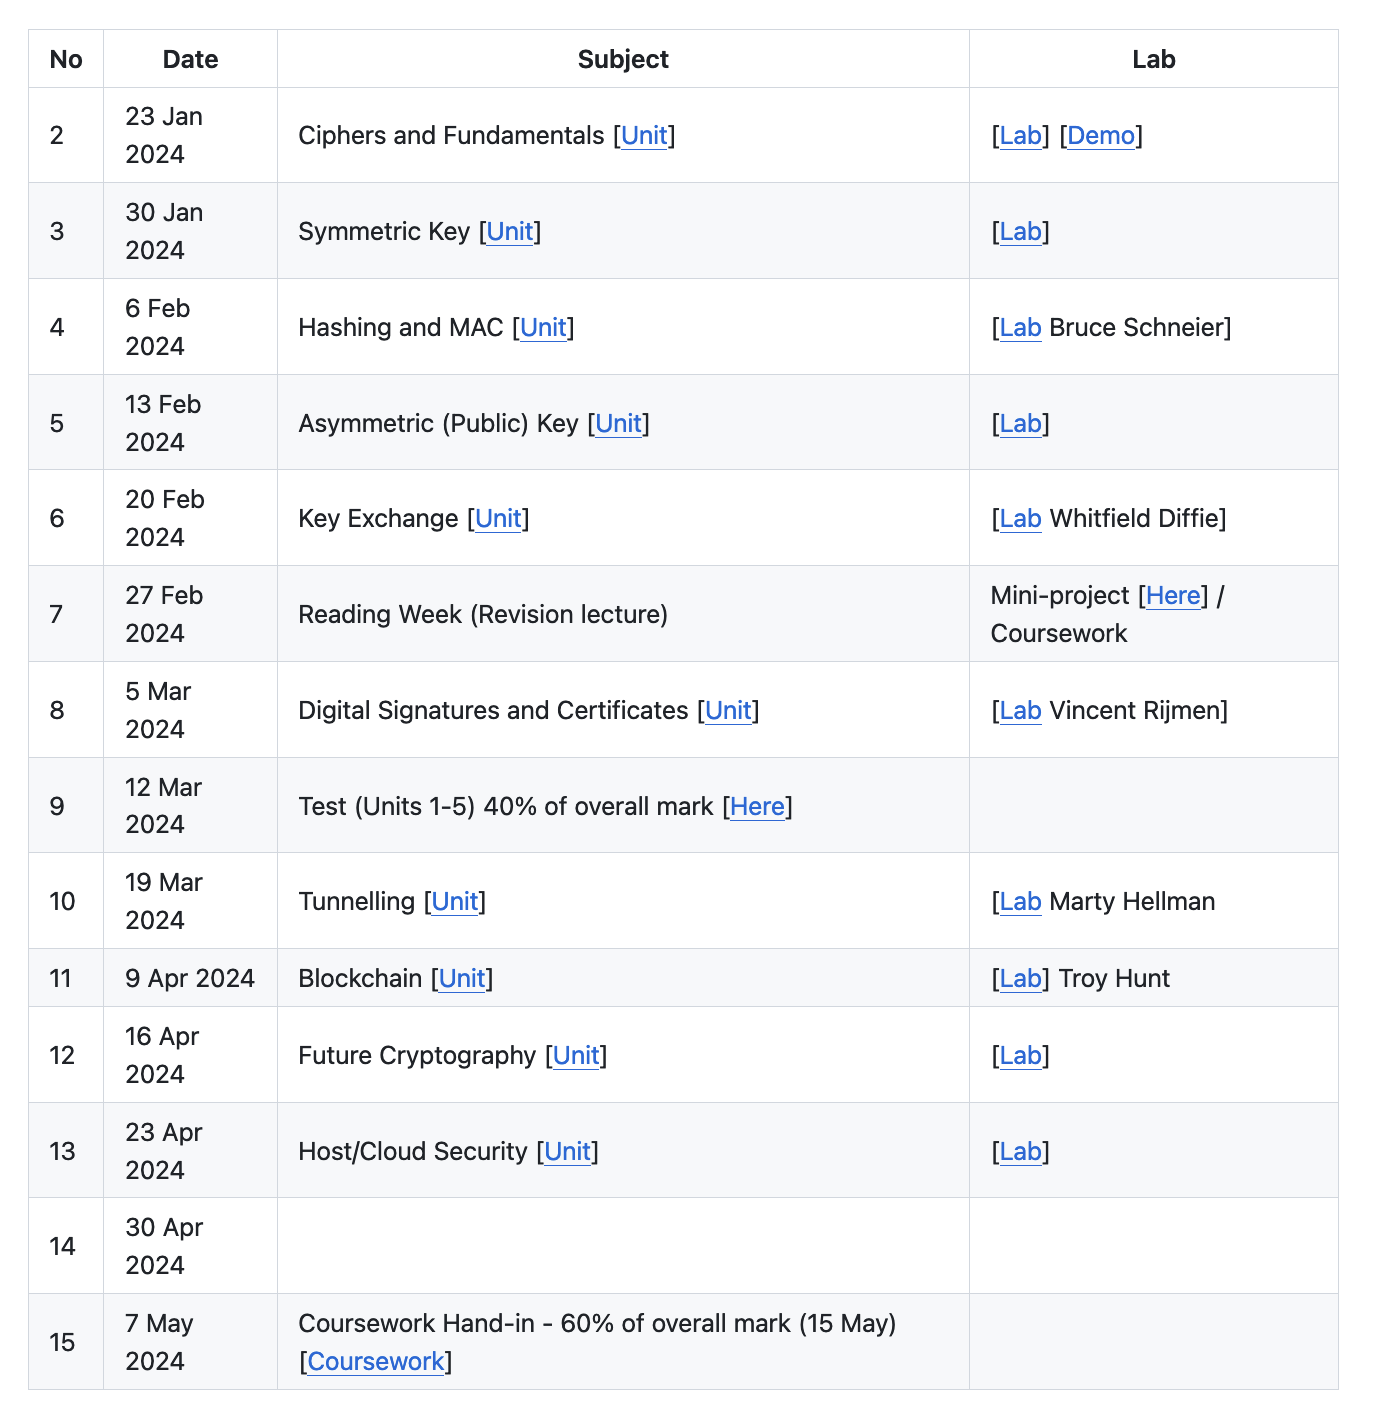 No Date Subject Lab
2 23 Jan 2024 Ciphers and Fundamentals [Unit] [Lab] [Demo]
3 30 Jan 2024 Symmetric Key [Unit] [Lab]
4 6 Feb 2024 Hashing and MAC [Unit] [Lab Bruce Schneier]
5 13 Feb 2024 Asymmetric (Public) Key [Unit] [Lab]
6 20 Feb 2024 Key Exchange [Unit] [Lab Whitfield Diffie]
7 27 Feb 2024 Reading Week (Revision lecture) Mini-project [Here] / Coursework
8 5 Mar 2024 Digital Signatures and Certificates [Unit] [Lab Vincent Rijmen]
9 12 Mar 2024 Test (Units 1-5) 40% of overall mark [Here]
10 19 Mar 2024 Tunnelling [Unit] [Lab Marty Hellman
11 9 Apr 2024 Blockchain [Unit] [Lab] Troy Hunt
12 16 Apr 2024 Future Cryptography [Unit] [Lab]
13 23 Apr 2024 Host/Cloud Security [Unit] [Lab]
14 30 Apr 2024
15 7 May 2024 Coursework Hand-in - 60% of overall mark (15 May) [Coursework]